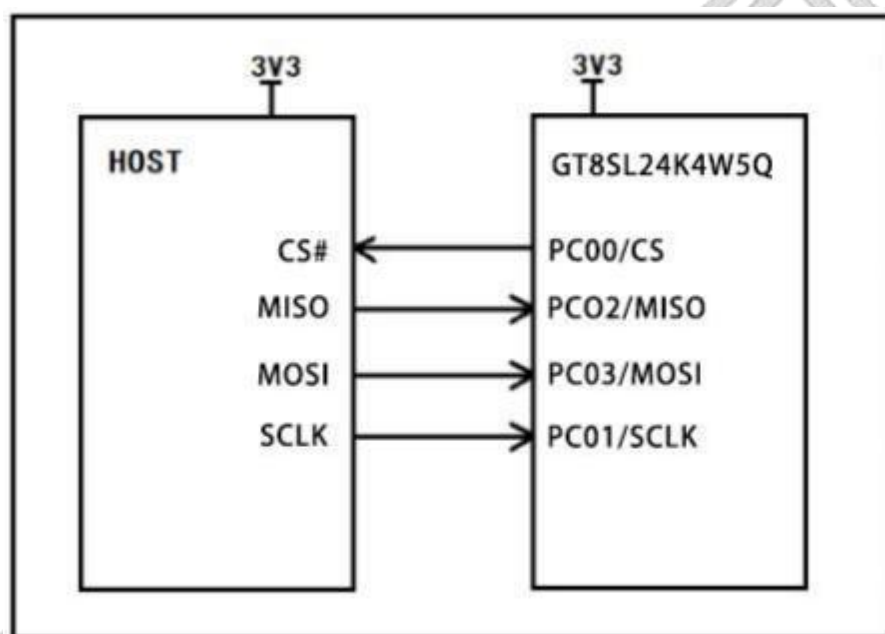 3V3 3V3
HOST GT8SL24K4W5Q
CS# PC00/CS
MISO PCO2/MISO
MOSI PC03/MOSI
SCLK PC01/SCLK